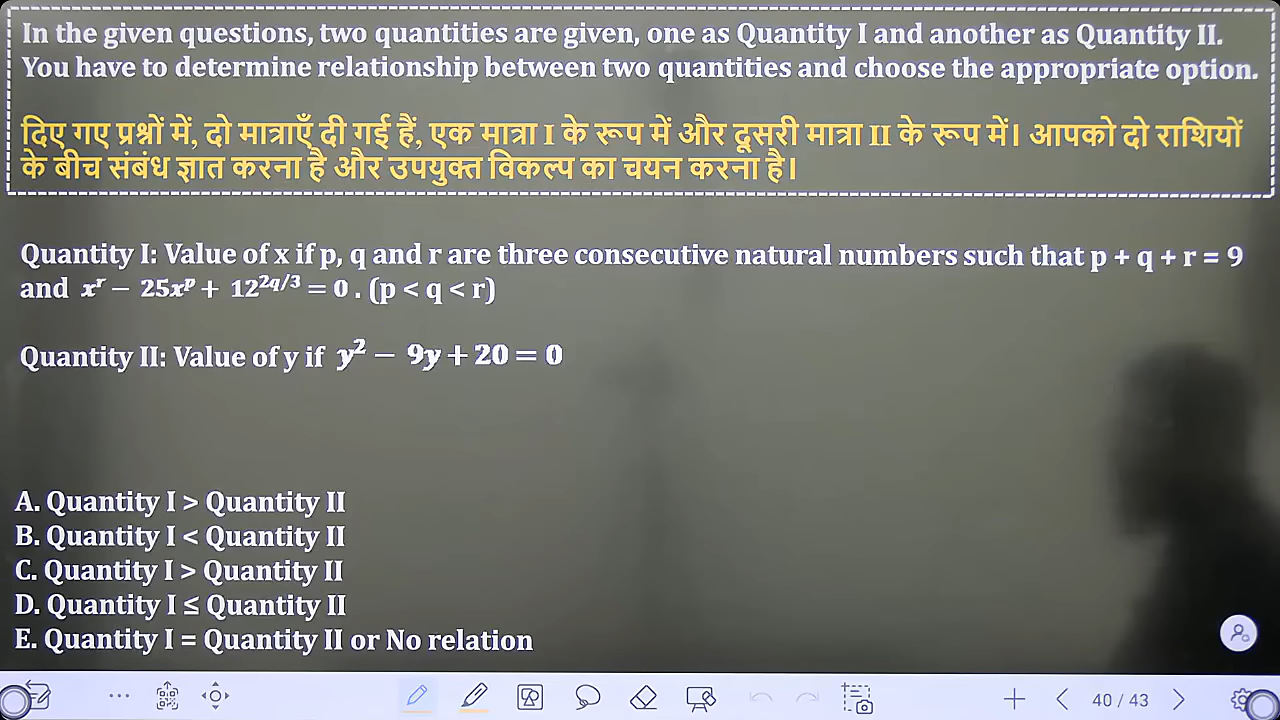 In the given questions, two quantities are given, one as Quantity I and another as Quantity II.
You have to determine relationship between two quantities and choose the appropriate option.
दिए गए प्रश्नों में, दो मात्राएँ दी गई हैं, एक मात्रा I के रूप में और दूसरी मात्रा II के रूप में। आपको दो राशियों
के बीच संबंध ज्ञात करना है और उपयुक्त विकल्प का चयन करना है।
Quantity I: Value of x if p, q and r are three consecutive natural numbers such that p + q + r = 9
and x^r − 25x^p + 12^{2q/3} = 0 . (p < q < r)
Quantity II: Value of y if y² − 9y + 20 = 0
A. Quantity I > Quantity II
B. Quantity I < Quantity II
C. Quantity I > Quantity II
D. Quantity I ≤ Quantity II
E. Quantity I = Quantity II or No relation
40 / 43